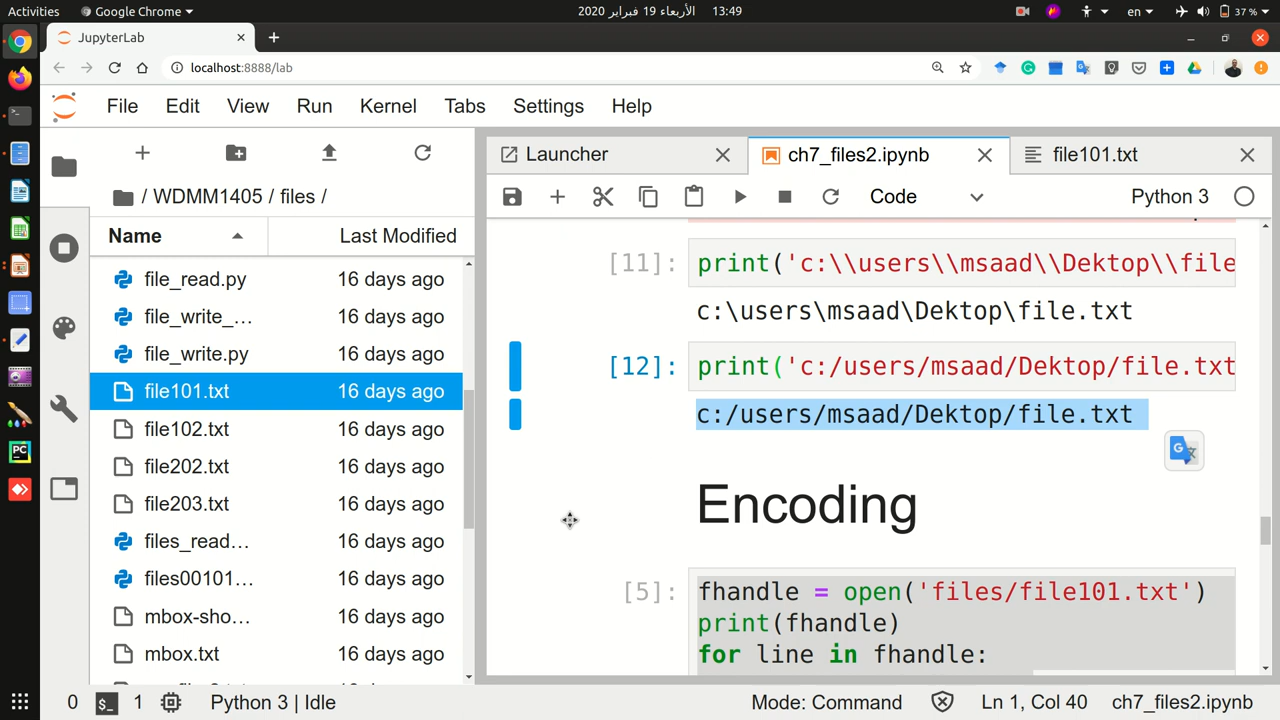 Activities
Google Chrome
الأربعاء 19 فبراير 2020
13:49
en
37 %
JupyterLab
localhost:8888/lab
File Edit View Run Kernel Tabs Settings Help
/ WDMM1405 / files /
Name Last Modified
file_read.py 16 days ago
file_write_... 16 days ago
file_write.py 16 days ago
file101.txt 16 days ago
file102.txt 16 days ago
file202.txt 16 days ago
file203.txt 16 days ago
files_read... 16 days ago
files00101... 16 days ago
mbox-sho... 16 days ago
mbox.txt 16 days ago
Launcher
ch7_files2.ipynb
file101.txt
Code
Python 3
[11]: print('c:\\users\\msaad\\Dektop\\file
c:\users\msaad\Dektop\file.txt
[12]: print('c:/users/msaad/Dektop/file.txt
c:/users/msaad/Dektop/file.txt
Encoding
[5]: fhandle = open('files/file101.txt')
print(fhandle)
for line in fhandle:
0 $_ 1 Python 3 | Idle
Mode: Command
Ln 1, Col 40
ch7_files2.ipynb